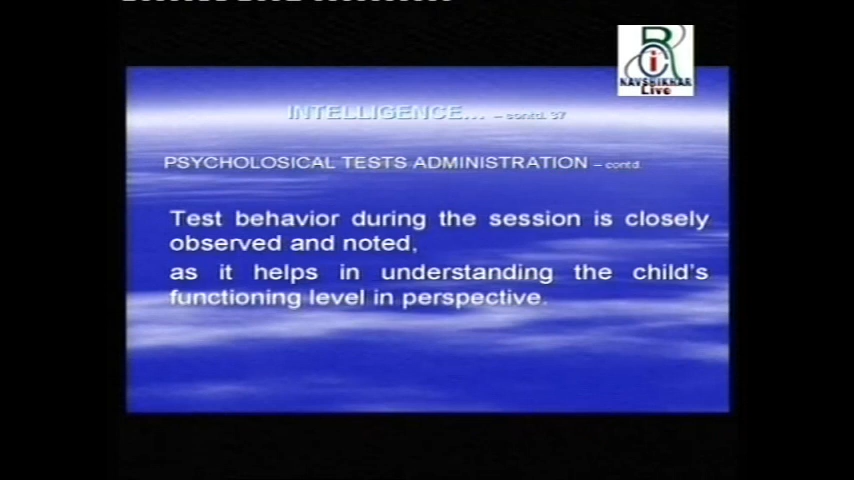 NAVSHIKHAR
Live
INTELLIGENCE... – contd. 37
PSYCHOLOSICAL TESTS ADMINISTRATION – contd.
Test behavior during the session is closely
observed and noted,
as it helps in understanding the child's
functioning level in perspective.